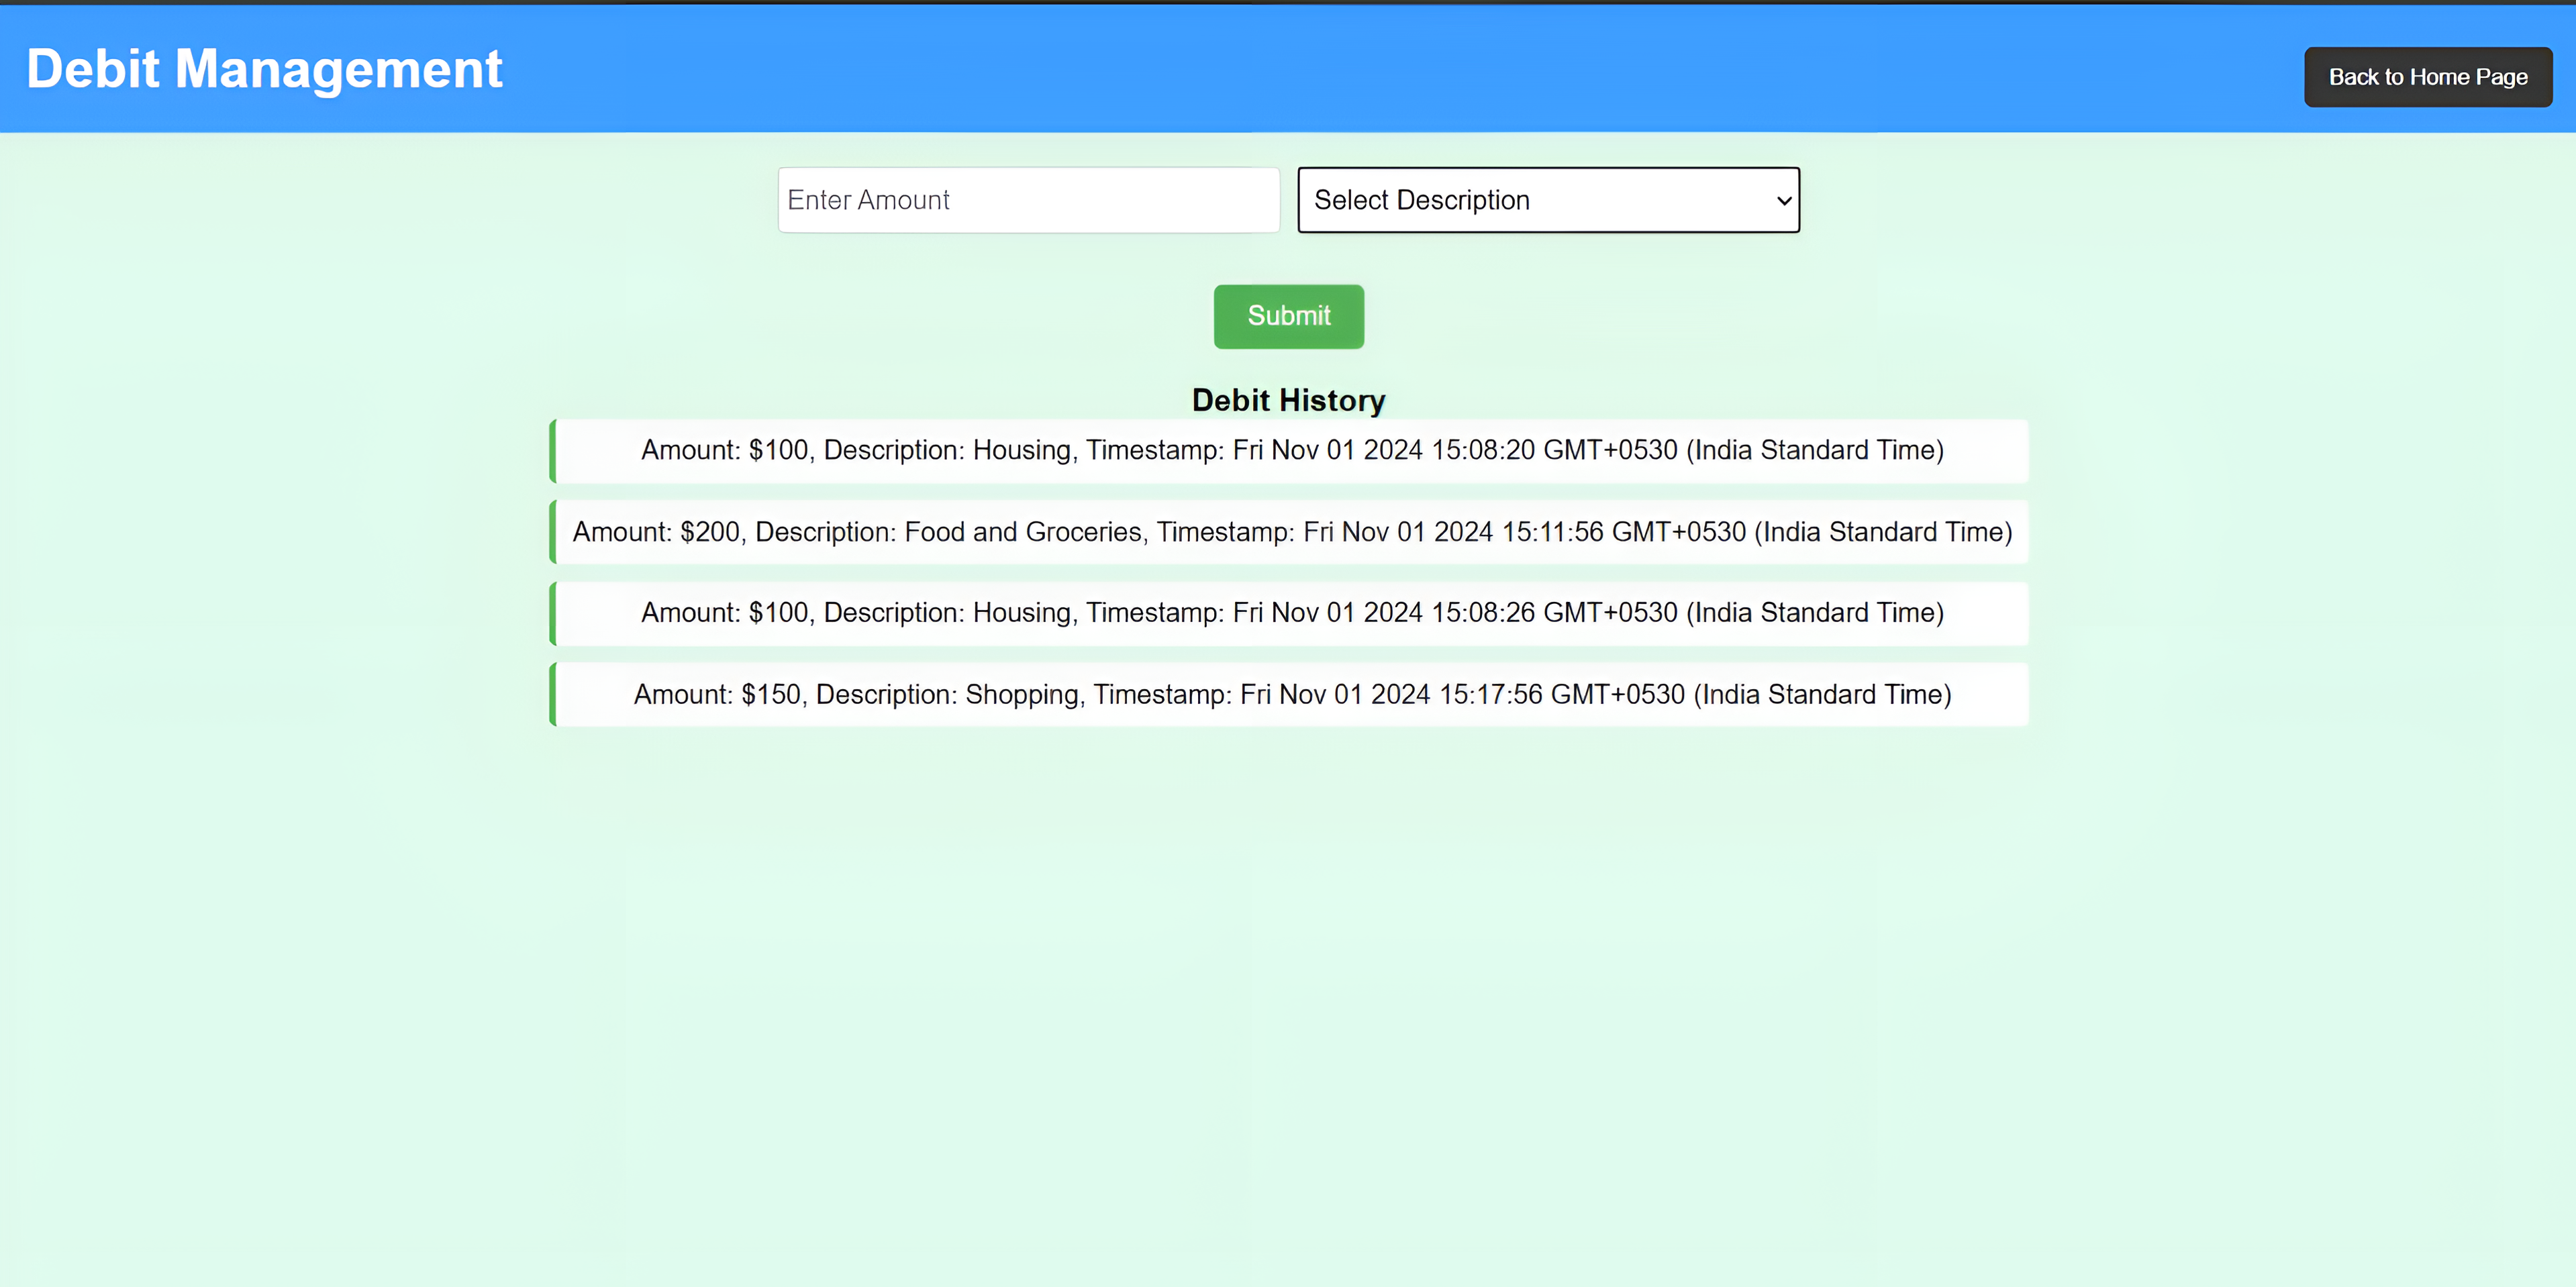 Debit Management
Back to Home Page
Enter Amount
Select Description
Submit
Debit History
Amount: $100, Description: Housing, Timestamp: Fri Nov 01 2024 15:08:20 GMT+0530 (India Standard Time)
Amount: $200, Description: Food and Groceries, Timestamp: Fri Nov 01 2024 15:11:56 GMT+0530 (India Standard Time)
Amount: $100, Description: Housing, Timestamp: Fri Nov 01 2024 15:08:26 GMT+0530 (India Standard Time)
Amount: $150, Description: Shopping, Timestamp: Fri Nov 01 2024 15:17:56 GMT+0530 (India Standard Time)